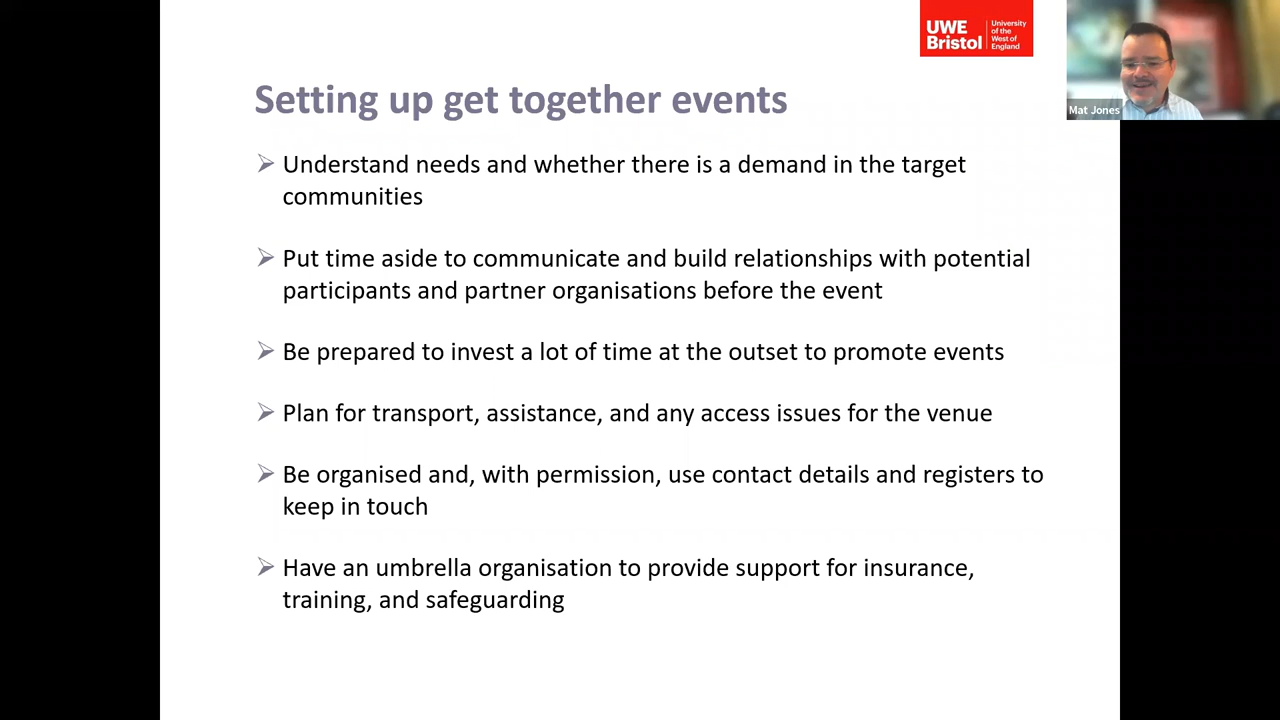 UWE
Bristol
University
of the
West of
England
Mat Jones
Setting up get together events
Understand needs and whether there is a demand in the target
communities
Put time aside to communicate and build relationships with potential
participants and partner organisations before the event
Be prepared to invest a lot of time at the outset to promote events
Plan for transport, assistance, and any access issues for the venue
Be organised and, with permission, use contact details and registers to
keep in touch
Have an umbrella organisation to provide support for insurance,
training, and safeguarding